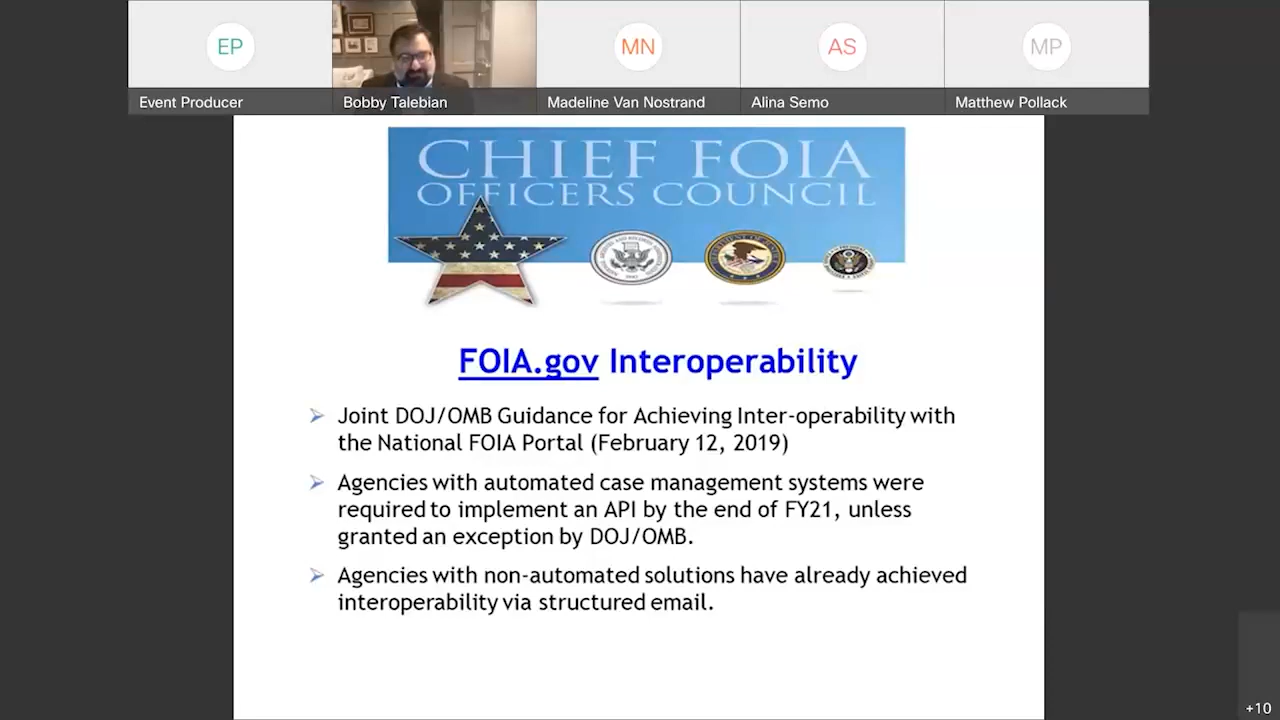 EP
MN
AS
MP
Event Producer
Bobby Talebian
Madeline Van Nostrand
Alina Semo
Matthew Pollack
CHIEF FOIA
OFFICERS COUNCIL
FOIA.gov Interoperability
Joint DOJ/OMB Guidance for Achieving Inter-operability with
the National FOIA Portal (February 12, 2019)
Agencies with automated case management systems were
required to implement an API by the end of FY21, unless
granted an exception by DOJ/OMB.
Agencies with non-automated solutions have already achieved
interoperability via structured email.
+10